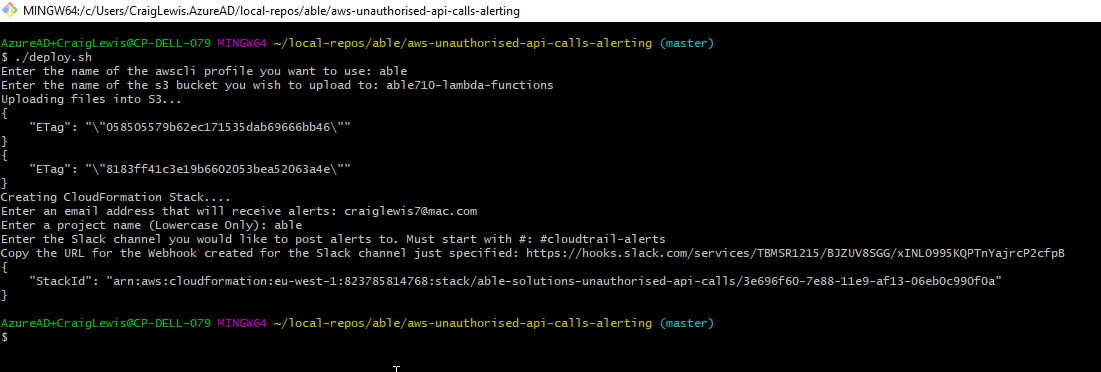 MINGW64:/c/Users/CraigLewis.AzureAD/local-repos/able/aws-unauthorised-api-calls-alerting
AzureAD+CraigLewis@CP-DELL-079 MINGW64 ~/local-repos/able/aws-unauthorised-api-calls-alerting (master)
$ ./deploy.sh
Enter the name of the awscli profile you want to use: able
Enter the name of the s3 bucket you wish to upload to: able710-lambda-functions
Uploading files into S3...
{
    "ETag": "\"058505579b62ec171535dab69666bb46\""
}
{
    "ETag": "\"8183ff41c3e19b6602053bea52063a4e\""
}
Creating CloudFormation Stack....
Enter an email address that will receive alerts: craiglewis7@mac.com
Enter a project name (Lowercase Only): able
Enter the Slack channel you would like to post alerts to. Must start with #: #cloudtrail-alerts
Copy the URL for the Webhook created for the Slack channel just specified: https://hooks.slack.com/services/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
{
    "StackId": "arn:aws:cloudformation:eu-west-1:823785814768:stack/able-solutions-unauthorised-api-calls/3e696f60-7e88-11e9-af13-06eb0c990f0a"
}
AzureAD+CraigLewis@CP-DELL-079 MINGW64 ~/local-repos/able/aws-unauthorised-api-calls-alerting (master)
$